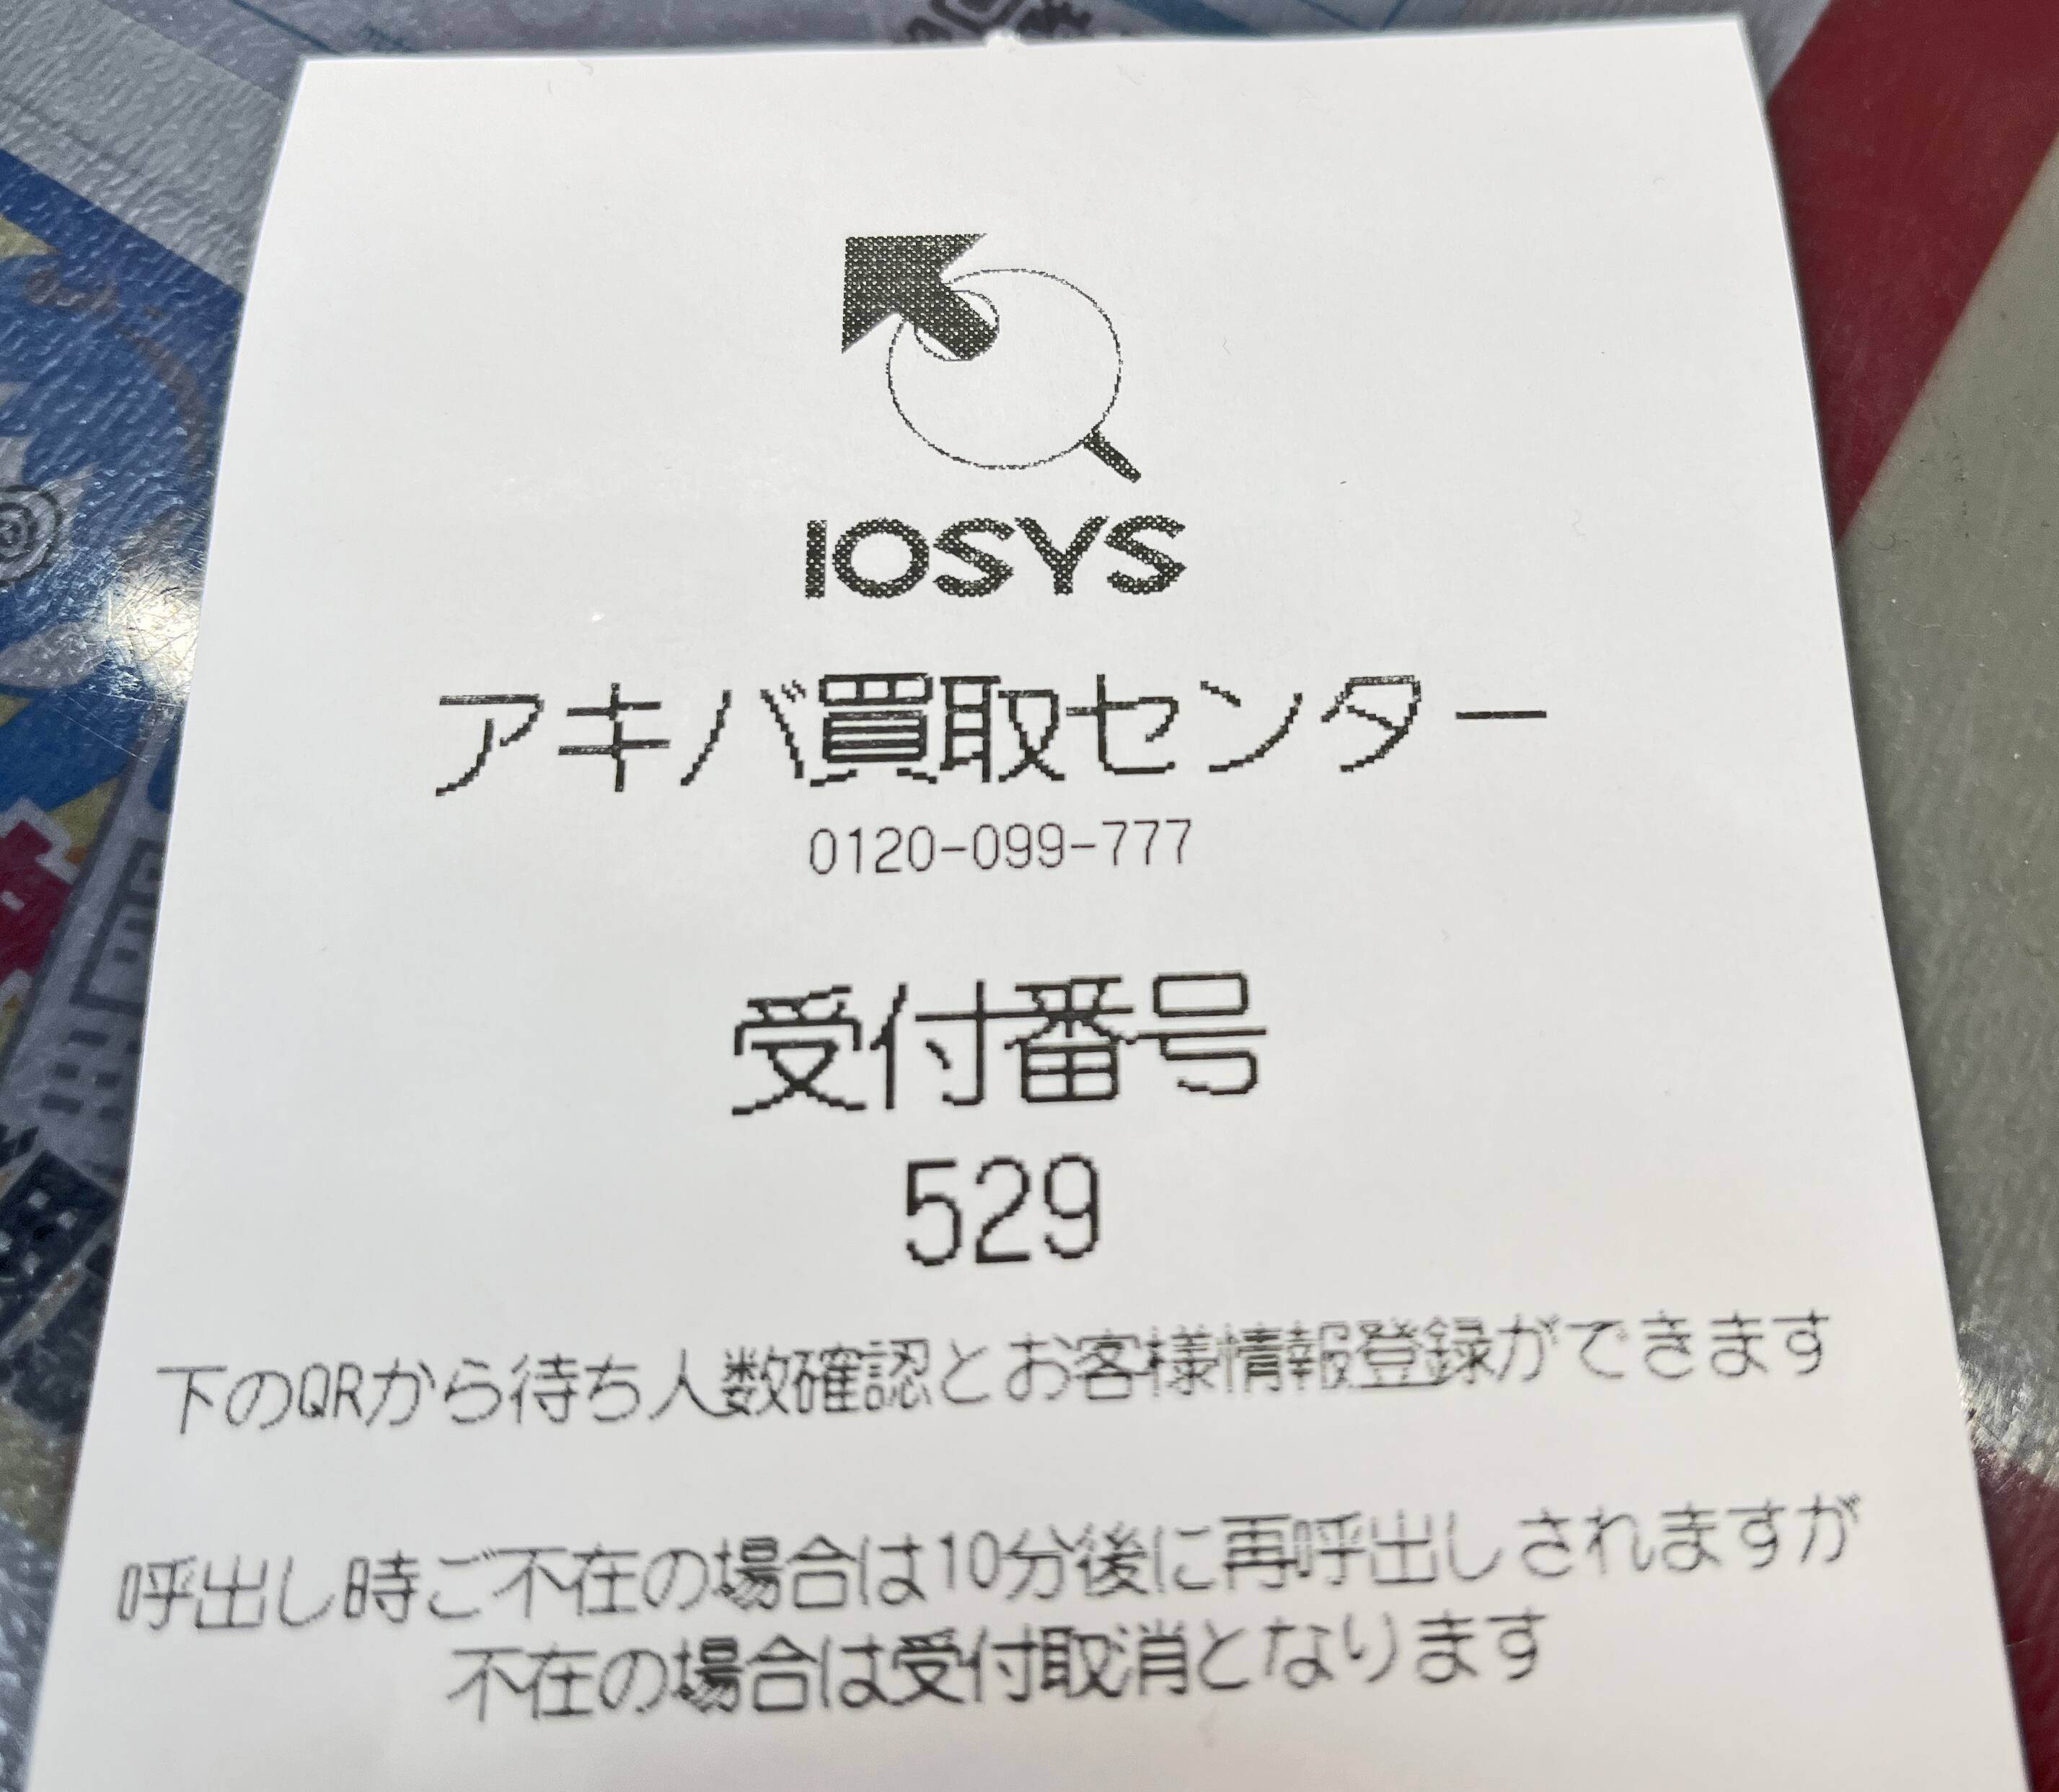 IOSYS
アキバ買取センター
0120-099-777
受付番号
529
下のQRから待ち人数確認とお客様情報登録ができます
呼出し時ご不在の場合は10分後に再呼出しされますが
不在の場合は受付取消となります